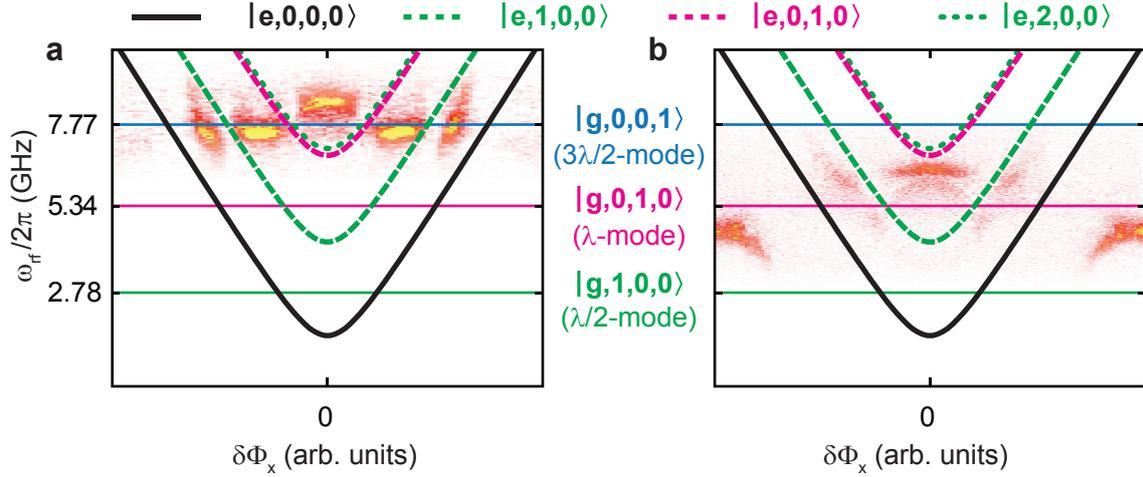 |e,0,0,0⟩ |e,1,0,0⟩ |e,0,1,0⟩ |e,2,0,0⟩
a b
7.77 |g,0,0,1⟩
(3λ/2-mode)
5.34 |g,0,1,0⟩
(λ-mode)
2.78 |g,1,0,0⟩
(λ/2-mode)
ω_rf/2π (GHz)
0 0
δΦ_x (arb. units) δΦ_x (arb. units)